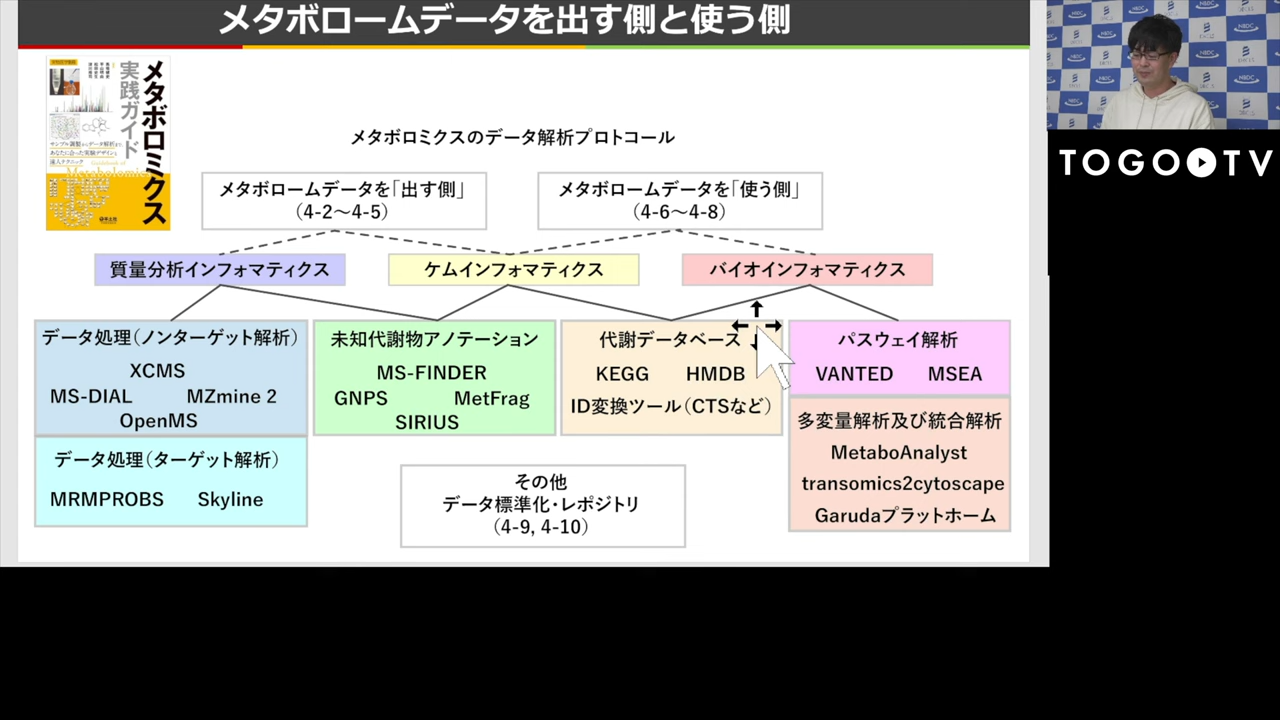 メタボロームデータを出す側と使う側
メタボロミクス
実践ガイド
メタボロミクスのデータ解析プロトコール
メタボロームデータを「出す側」
(4-2〜4-5)
メタボロームデータを「使う側」
(4-6〜4-8)
質量分析インフォマティクス
ケムインフォマティクス
バイオインフォマティクス
データ処理(ノンターゲット解析)
XCMS
MS-DIAL MZmine 2
OpenMS
データ処理(ターゲット解析)
MRMPROBS Skyline
未知代謝物アノテーション
MS-FINDER
GNPS MetFrag
SIRIUS
代謝データベース
KEGG HMDB
ID変換ツール(CTSなど)
パスウェイ解析
VANTED MSEA
多変量解析及び統合解析
MetaboAnalyst
transomics2cytoscape
Garudaプラットホーム
その他
データ標準化・レポジトリ
(4-9, 4-10)
NBDC
TOGO TV